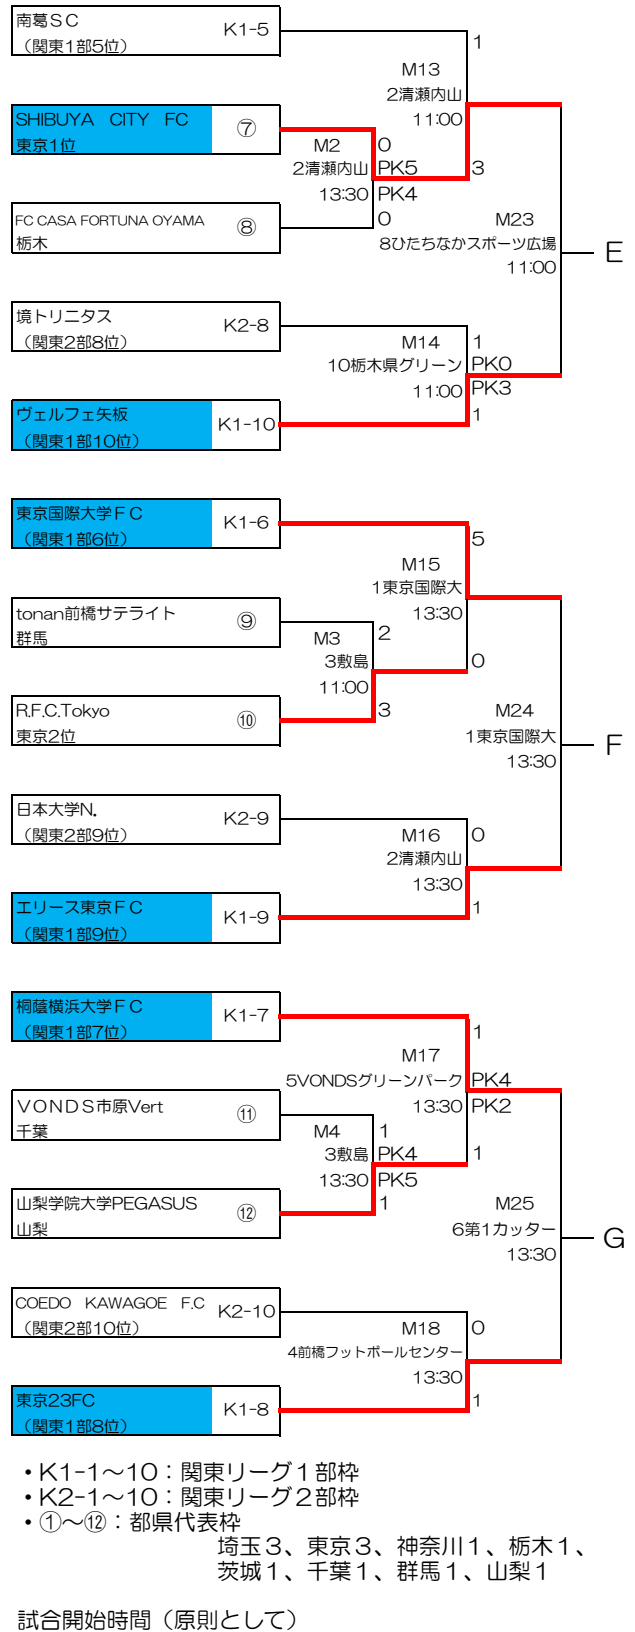 南葛ＳＣ
（関東１部5位）
K1-5
1
M13
2清瀬内山
11:00
SHIBUYA　CITY　FC
東京1位
⑦
M2
2清瀬内山
13:30
0
PK5
PK4
0
3
FC CASA FORTUNA OYAMA
栃木
⑧
M23
8ひたちなかスポーツ広場
11:00
E
境トリニタス
（関東２部8位）
K2-8
M14
10栃木県グリーン
11:00
1
PK0
PK3
1
ヴェルフェ矢板
（関東１部10位）
K1-10
東京国際大学ＦＣ
（関東１部6位）
K1-6
5
M15
1東京国際大
13:30
tonan前橋サテライト
群馬
⑨
M3
3敷島
11:00
2
0
3
R.F.C.Tokyo
東京2位
⑩
M24
1東京国際大
13:30
F
日本大学N.
（関東２部9位）
K2-9
M16
2清瀬内山
13:30
0
1
エリース東京ＦＣ
（関東１部9位）
K1-9
桐蔭横浜大学ＦＣ
（関東１部7位）
K1-7
1
M17
5VONDSグリーンパーク
13:30
PK4
PK2
1
ＶＯＮＤＳ市原Vert
千葉
⑪
M4
3敷島
13:30
1
PK4
PK5
1
山梨学院大学PEGASUS
山梨
⑫
M25
6第１カッター
13:30
G
COEDO　KAWAGOE　F.C
（関東２部10位）
K2-10
M18
4前橋フットボールセンター
13:30
0
1
東京23FC
（関東１部8位）
K1-8
・K1-1～10：関東リーグ１部枠
・K2-1～10：関東リーグ２部枠
・①～⑫：都県代表枠
埼玉３、東京３、神奈川１、栃木１、
茨城１、千葉１、群馬１、山梨１
試合開始時間（原則として）